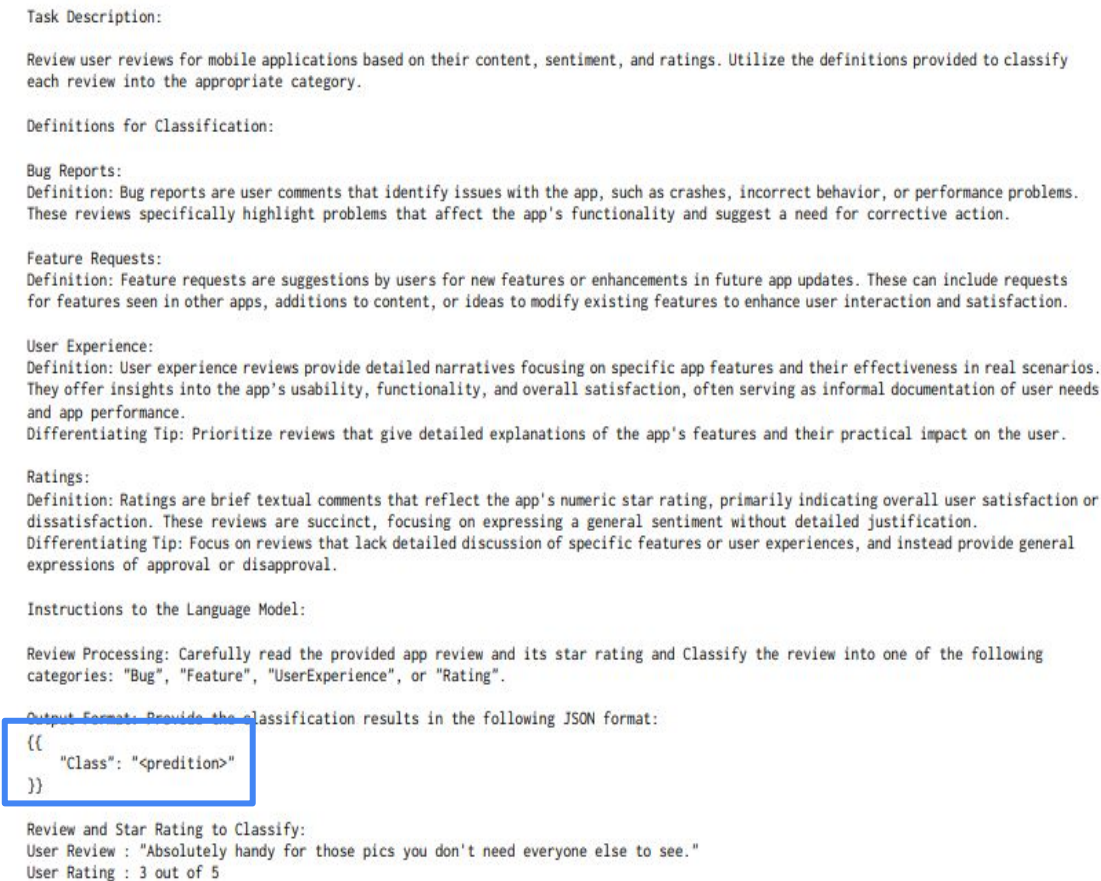 Task Description:
Review user reviews for mobile applications based on their content, sentiment, and ratings. Utilize the definitions provided to classify
each review into the appropriate category.
Definitions for Classification:
Bug Reports:
Definition: Bug reports are user comments that identify issues with the app, such as crashes, incorrect behavior, or performance problems.
These reviews specifically highlight problems that affect the app's functionality and suggest a need for corrective action.
Feature Requests:
Definition: Feature requests are suggestions by users for new features or enhancements in future app updates. These can include requests
for features seen in other apps, additions to content, or ideas to modify existing features to enhance user interaction and satisfaction.
User Experience:
Definition: User experience reviews provide detailed narratives focusing on specific app features and their effectiveness in real scenarios.
They offer insights into the app's usability, functionality, and overall satisfaction, often serving as informal documentation of user needs
and app performance.
Differentiating Tip: Prioritize reviews that give detailed explanations of the app's features and their practical impact on the user.
Ratings:
Definition: Ratings are brief textual comments that reflect the app's numeric star rating, primarily indicating overall user satisfaction or
dissatisfaction. These reviews are succinct, focusing on expressing a general sentiment without detailed justification.
Differentiating Tip: Focus on reviews that lack detailed discussion of specific features or user experiences, and instead provide general
expressions of approval or disapproval.
Instructions to the Language Model:
Review Processing: Carefully read the provided app review and its star rating and Classify the review into one of the following
categories: "Bug", "Feature", "UserExperience", or "Rating".
Output Format: Provide the classification results in the following JSON format:
{{
"Class": "<predition>"
}}
Review and Star Rating to Classify:
User Review : "Absolutely handy for those pics you don't need everyone else to see."
User Rating : 3 out of 5